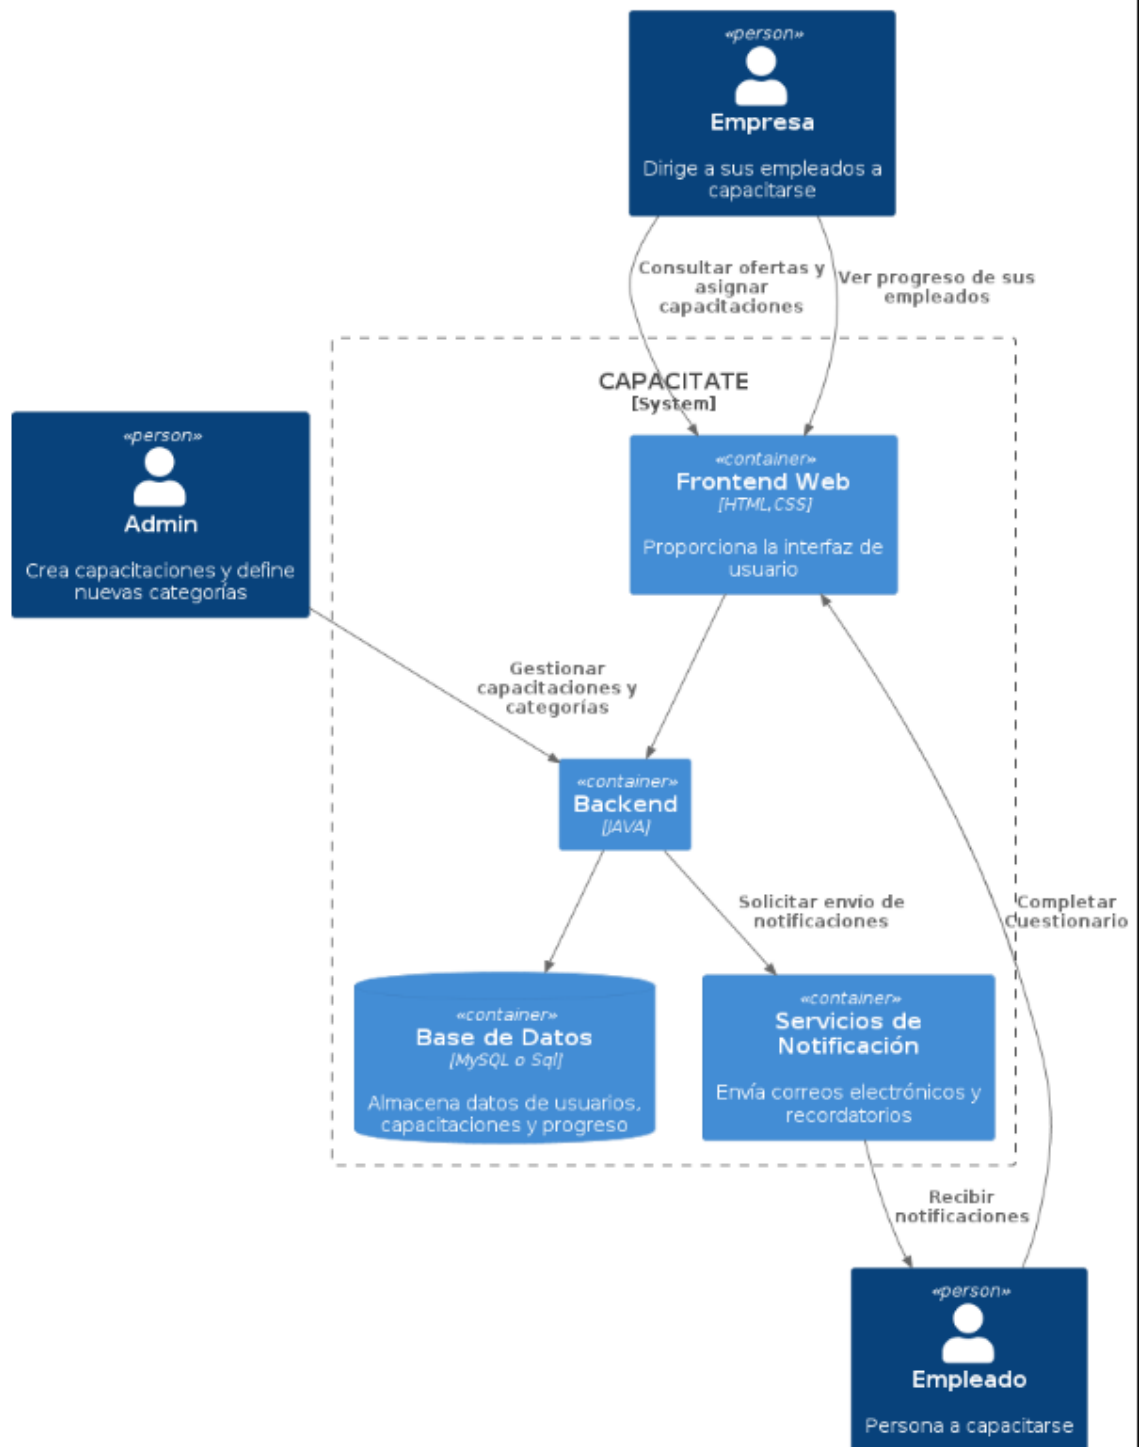 «person»
Empresa
Dirige a sus empleados a
capacitarse
Consultar ofertas y
asignar
capacitaciones
Ver progreso de sus
empleados
CAPACITATE
[System]
«person»
Admin
Crea capacitaciones y define
nuevas categorías
«container»
Frontend Web
[HTML,CSS]
Proporciona la interfaz de
usuario
Gestionar
capacitaciones y
categorías
«container»
Backend
[JAVA]
Solicitar envío de
notificaciones
Completar
Cuestionario
«container»
Base de Datos
[MySQL o Sql]
Almacena datos de usuarios,
capacitaciones y progreso
«container»
Servicios de
Notificación
Envía correos electrónicos y
recordatorios
Recibir
notificaciones
«person»
Empleado
Persona a capacitarse